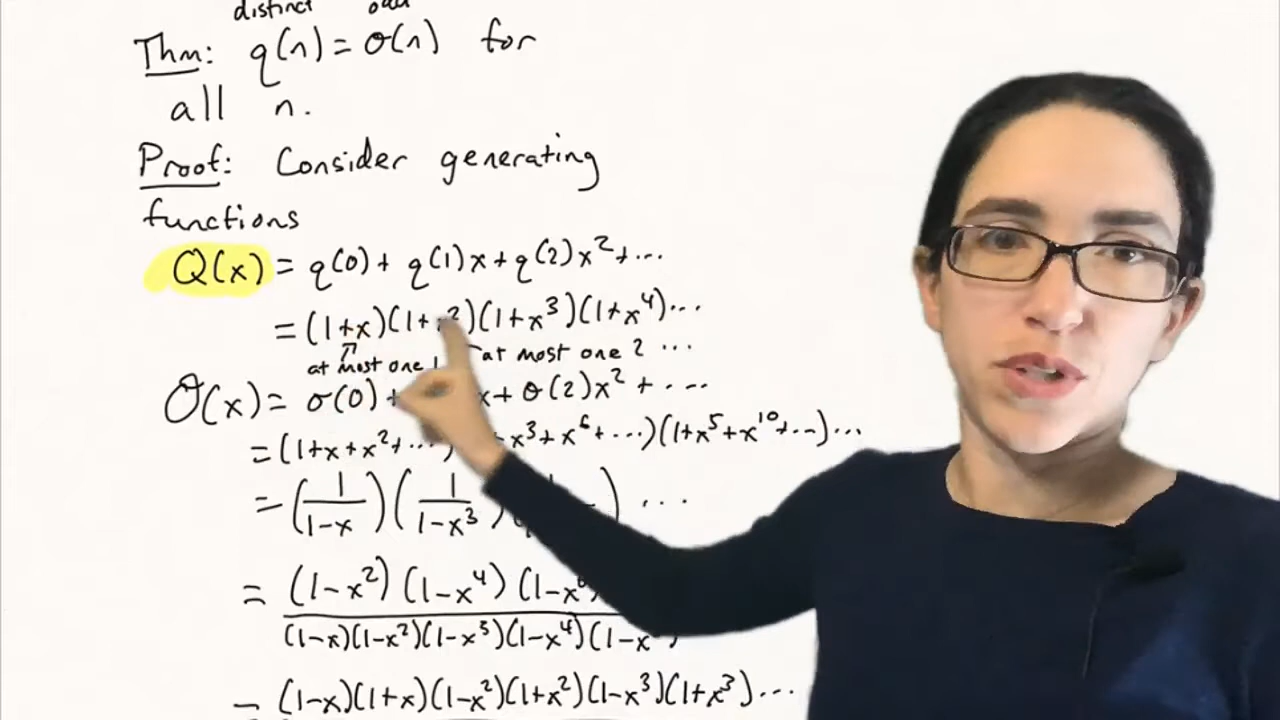 distinct odd
Thm: q(n) = σ(n) for
all n.
Proof: Consider generating
functions
Q(x) = q(0) + q(1)x + q(2)x² + ...
= (1+x)(1+x²)(1+x³)(1+x⁴)...
at most one 1 at most one 2 ...
O(x) = σ(0) + x + σ(2)x² + ...
= (1+x+x²+... x³+x⁶+...)(1+x⁵+x¹⁰+...)...
= (1/(1-x))(1/(1-x³)) ...
= (1-x²)(1-x⁴)(1-x
(1-x)(1-x²)(1-x³)(1-x⁴)(1-x
= (1-x)(1+x)(1-x²)(1+x²)(1-x³)(1+x³)...